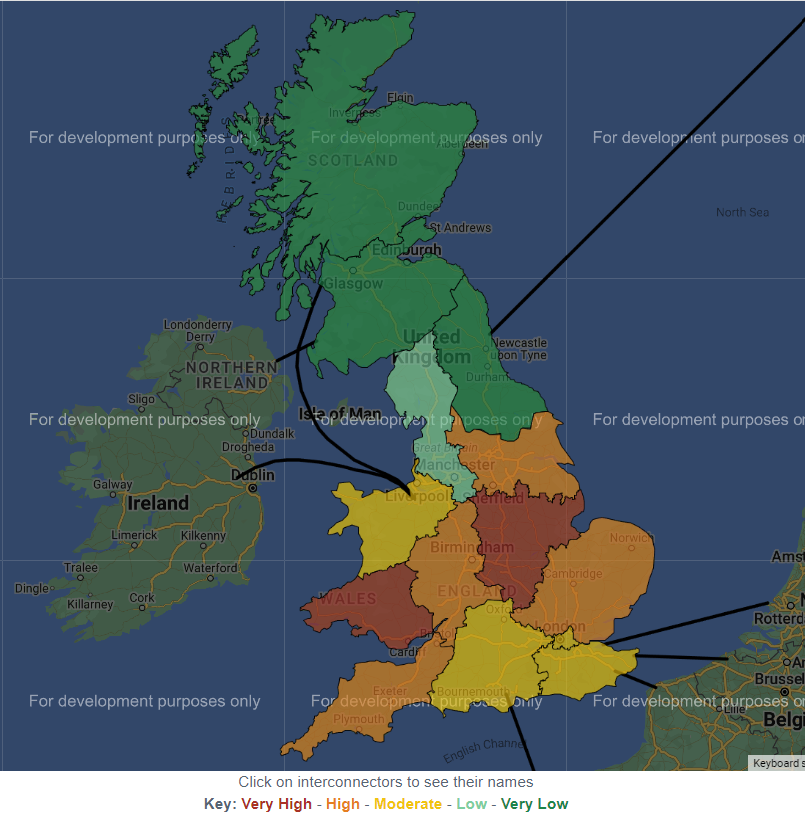 Elgin
Inverness
For development purposes only
For development purposes only
For development purposes o
Aberdeen
HEBRIDES
SCOTLAND
Dundee
North Sea
St Andrews
Edinburgh
Glasgow
Londonderry
Derry
United
Kingdom
Newcastle
upon Tyne
NORTHERN
IRELAND
Durham
Sligo
Isle of Man
For development purposes only
For development purposes only
For development purposes o
Dundalk
Drogheda
Great Britain
Manchester
Dublin
Galway
Liverpool
Sheffield
Ireland
Limerick
Kilkenny
Norwich
Birmingham
Amst
Tralee
Waterford
Cambridge
Dingle
ENGLAND
Killarney
Cork
WALES
Oxford
Rotterd
London
Bristol
Cardiff
Brussel
Exeter
Bournemouth
For development purposes only
For development purposes only
For development purposes o
Lille
Plymouth
Belgi
English Channel
Keyboard s
Click on interconnectors to see their names
Key: Very High - High - Moderate - Low - Very Low